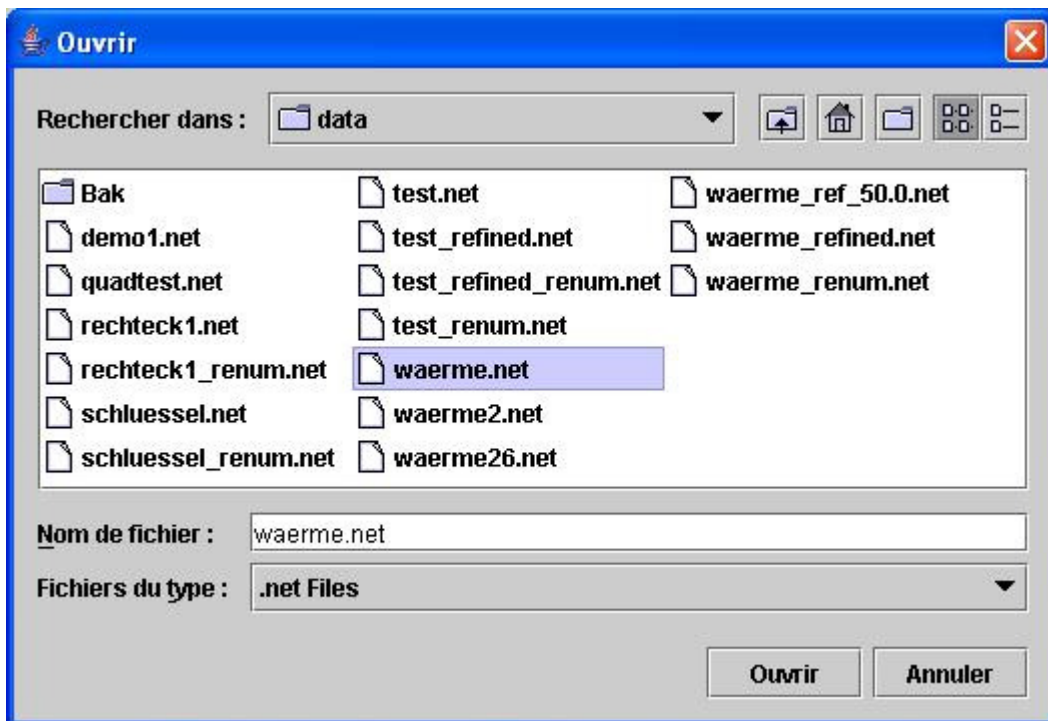 Ouvrir
Rechercher dans : data
Bak
demo1.net
quadtest.net
rechteck1.net
rechteck1_renum.net
schluessel.net
schluessel_renum.net
test.net
test_refined.net
test_refined_renum.net
test_renum.net
waerme.net
waerme2.net
waerme26.net
waerme_ref_50.0.net
waerme_refined.net
waerme_renum.net
Nom de fichier : waerme.net
Fichiers du type : .net Files
Ouvrir Annuler